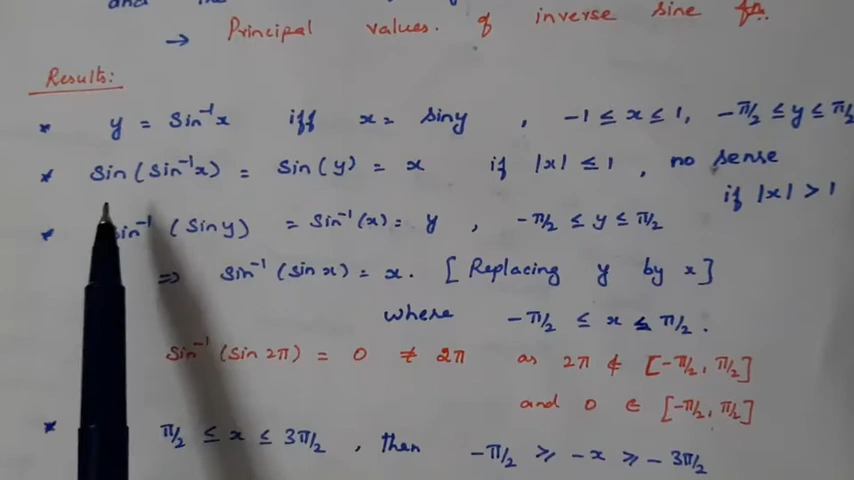 and the
→ Principal values. of inverse sine fn.
Results:
* y = Sin⁻¹x iff x = siny , -1 ≤ x ≤ 1, -π/2 ≤ y ≤ π/2
* sin(sin⁻¹x) = sin(y) = x if |x| ≤ 1 , no sense
if |x| > 1
* sin⁻¹ (siny) = sin⁻¹(x) = y , -π/2 ≤ y ≤ π/2
⇒ sin⁻¹ (sin x) = x. [Replacing y by x]
where -π/2 ≤ x ≤ π/2.
sin⁻¹ (sin 2π) = 0 ≠ 2π as 2π ∉ [-π/2, π/2]
and 0 ∈ [-π/2, π/2]
* π/2 ≤ x ≤ 3π/2 , then -π/2 ≥ -x ≥ -3π/2